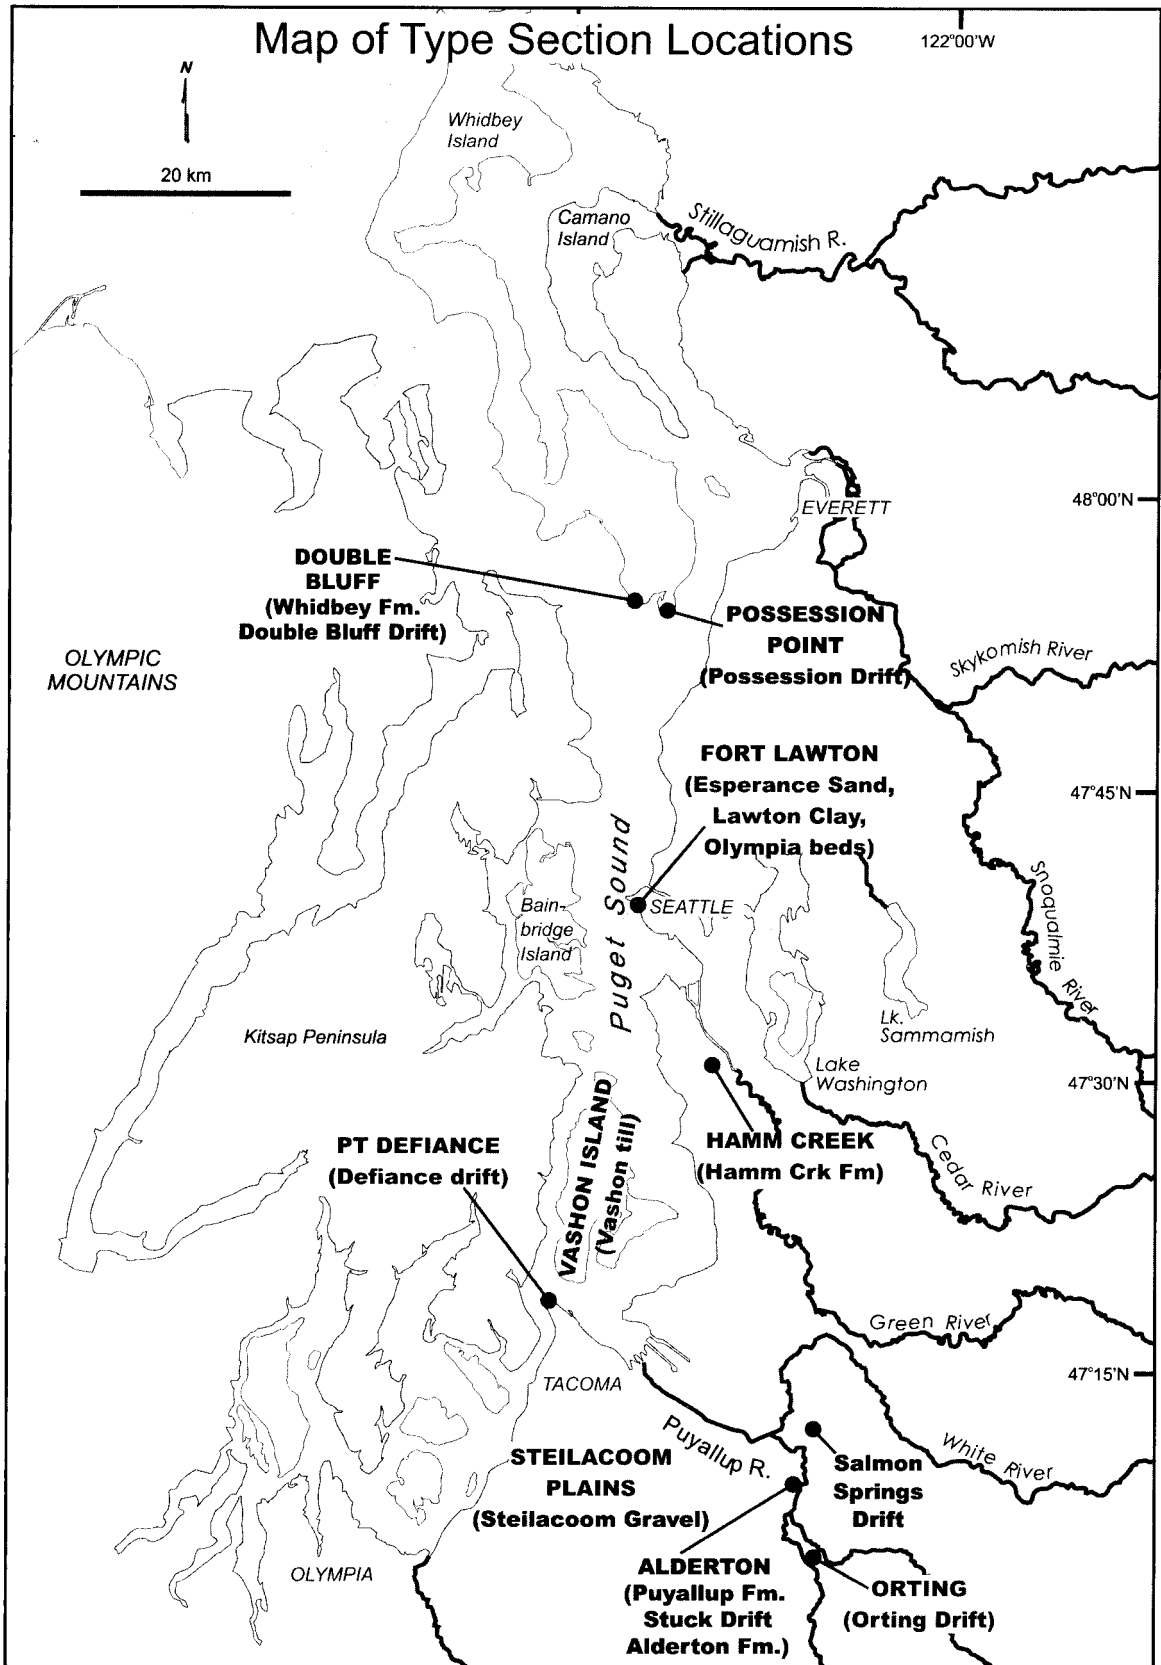 Map of Type Section Locations
122°00'W
N
20 km
Whidbey
Island
Camano
Island
Stillaguamish R.
48°00'N
EVERETT
DOUBLE
BLUFF
(Whidbey Fm.
Double Bluff Drift)
POSSESSION
POINT
(Possession Drift)
OLYMPIC
MOUNTAINS
Skykomish River
FORT LAWTON
(Esperance Sand,
Lawton Clay,
Olympia beds)
47°45'N
Puget Sound
SEATTLE
Bain-
bridge
Island
Snoqualmie River
Kitsap Peninsula
Lk.
Sammamish
Lake
Washington
47°30'N
VASHON ISLAND
(Vashon till)
PT DEFIANCE
(Defiance drift)
HAMM CREEK
(Hamm Crk Fm)
Cedar River
Green River
47°15'N
TACOMA
Puyallup R.
White River
STEILACOOM
PLAINS
(Steilacoom Gravel)
Salmon
Springs
Drift
OLYMPIA
ALDERTON
(Puyallup Fm.
Stuck Drift
Alderton Fm.)
ORTING
(Orting Drift)